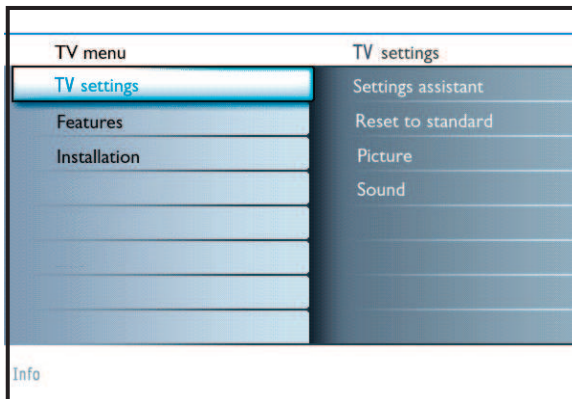 TV menu
TV settings
TV settings
Settings assistant
Features
Reset to standard
Installation
Picture
Sound
Info